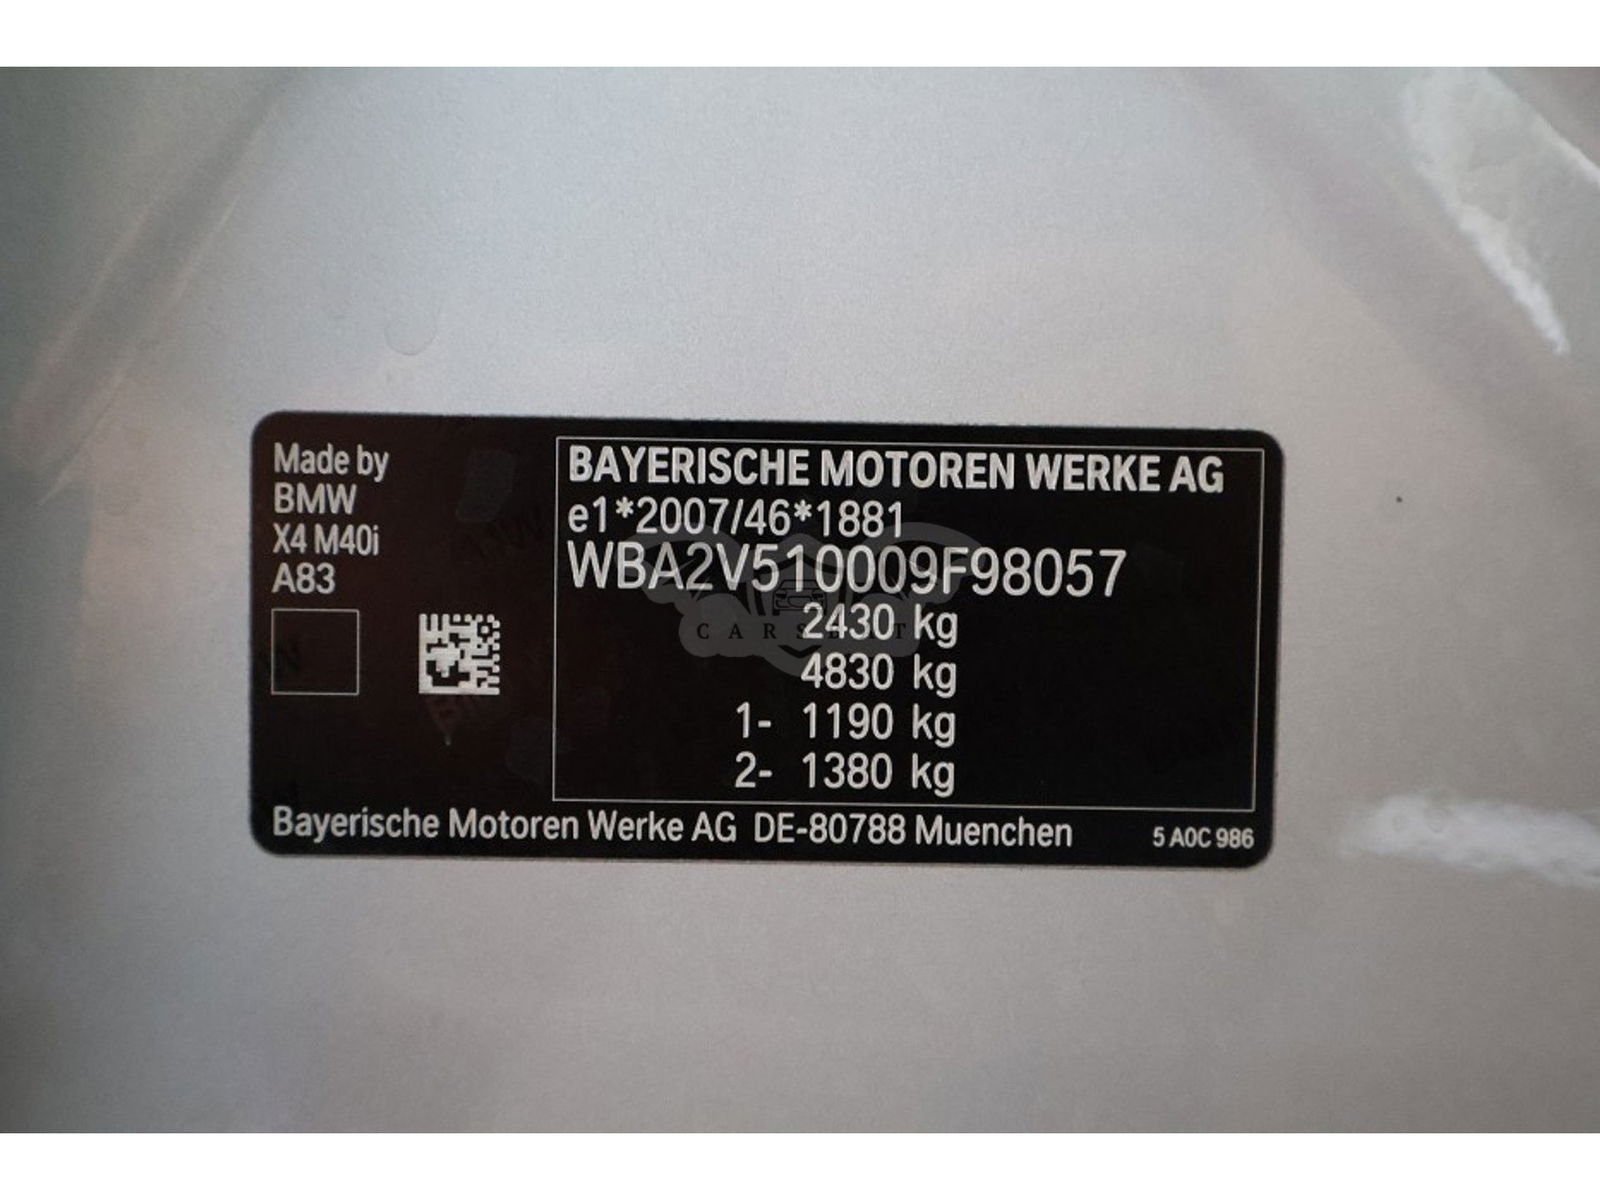 Made by
BMW
X4 M40i
A83
BAYERISCHE MOTOREN WERKE AG
e1*2007/46*1881
WBA2V510009F98057
2430 kg
4830 kg
1- 1190 kg
2- 1380 kg
Bayerische Motoren Werke AG DE-80788 Muenchen
5 A0C 986